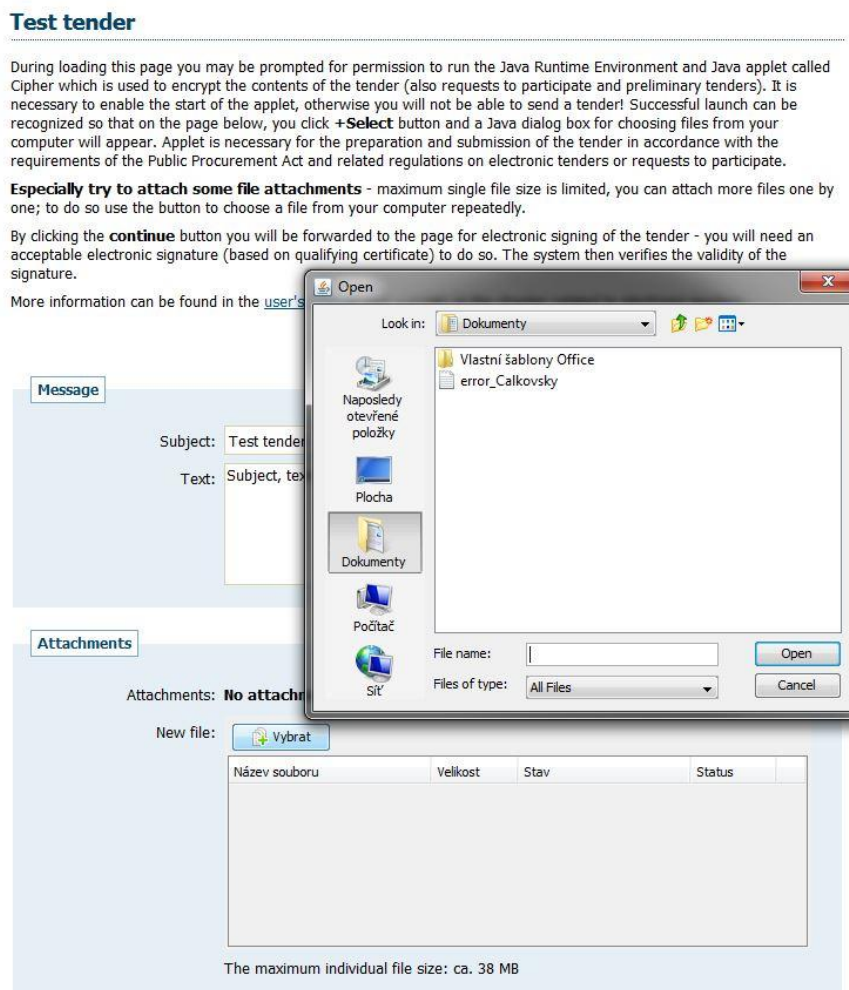 Test tender
During loading this page you may be prompted for permission to run the Java Runtime Environment and Java applet called
Cipher which is used to encrypt the contents of the tender (also requests to participate and preliminary tenders). It is
necessary to enable the start of the applet, otherwise you will not be able to send a tender! Successful launch can be
recognized so that on the page below, you click +Select button and a Java dialog box for choosing files from your
computer will appear. Applet is necessary for the preparation and submission of the tender in accordance with the
requirements of the Public Procurement Act and related regulations on electronic tenders or requests to participate.
Especially try to attach some file attachments - maximum single file size is limited, you can attach more files one by
one; to do so use the button to choose a file from your computer repeatedly.
By clicking the continue button you will be forwarded to the page for electronic signing of the tender - you will need an
acceptable electronic signature (based on qualifying certificate) to do so. The system then verifies the validity of the
signature.
More information can be found in the user's
Open
Look in: Dokumenty
Vlastní šablony Office
error_Calkovsky
Naposledy
otevřené
položky
Plocha
Dokumenty
Počítač
Síť
File name:
Open
Files of type: All Files
Cancel
Message
Subject: Test tender
Text: Subject, tex
Attachments
Attachments: No attachm
New file: Vybrat
Název souboru Velikost Stav Status
The maximum individual file size: ca. 38 MB